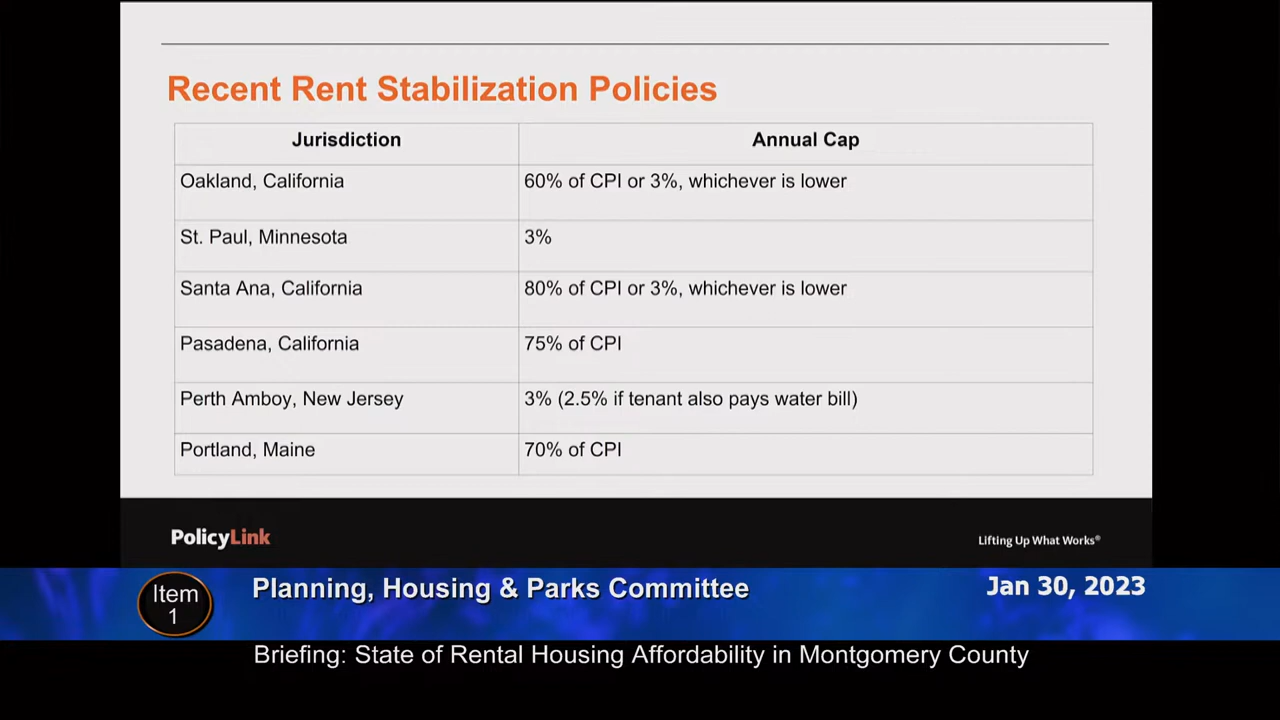 Recent Rent Stabilization Policies
Jurisdiction Annual Cap
Oakland, California 60% of CPI or 3%, whichever is lower
St. Paul, Minnesota 3%
Santa Ana, California 80% of CPI or 3%, whichever is lower
Pasadena, California 75% of CPI
Perth Amboy, New Jersey 3% (2.5% if tenant also pays water bill)
Portland, Maine 70% of CPI
PolicyLink Lifting Up What Works®
Item 1 Planning, Housing & Parks Committee Jan 30, 2023
Briefing: State of Rental Housing Affordability in Montgomery County